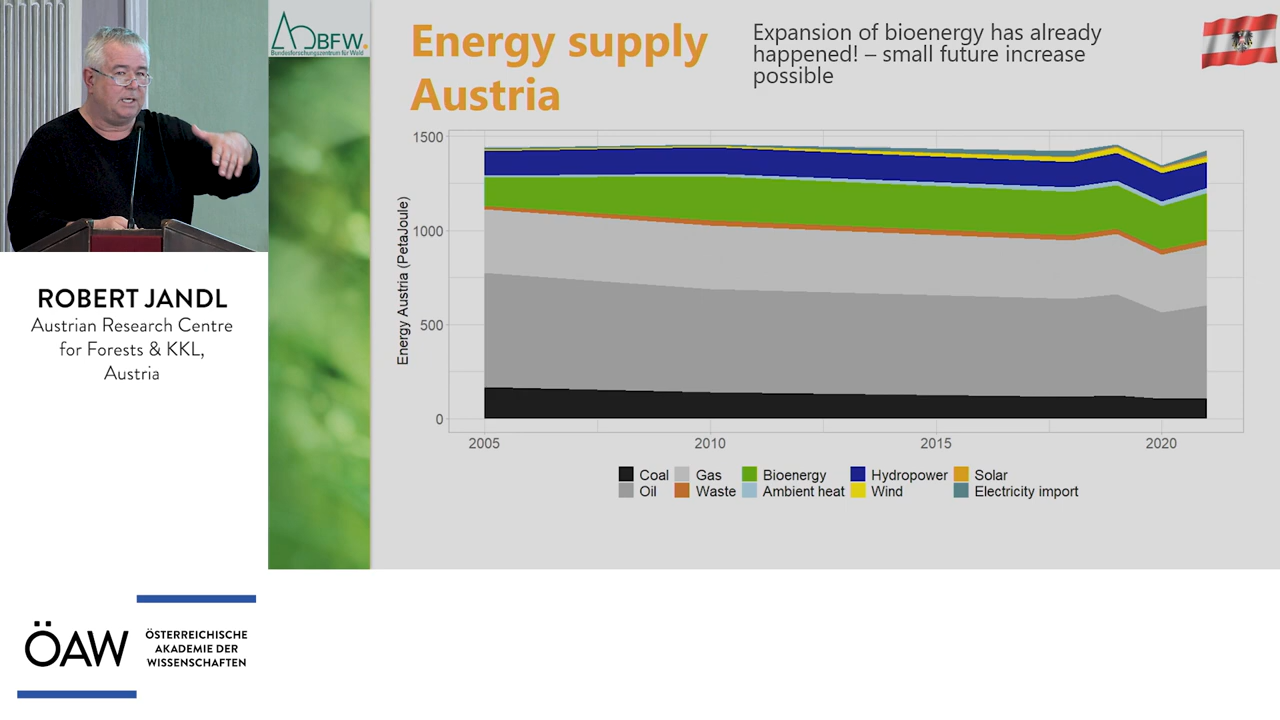 BFW.
Bundesforschungszentrum für Wald
Energy supply
Austria
Expansion of bioenergy has already
happened! – small future increase
possible
ROBERT JANDL
Austrian Research Centre
for Forests & KKL,
Austria
Energy Austria (PetaJoule)
1500
1000
500
0
2005
2010
2015
2020
Coal
Gas
Bioenergy
Hydropower
Solar
Oil
Waste
Ambient heat
Wind
Electricity import
ÖAW
ÖSTERREICHISCHE
AKADEMIE DER
WISSENSCHAFTEN